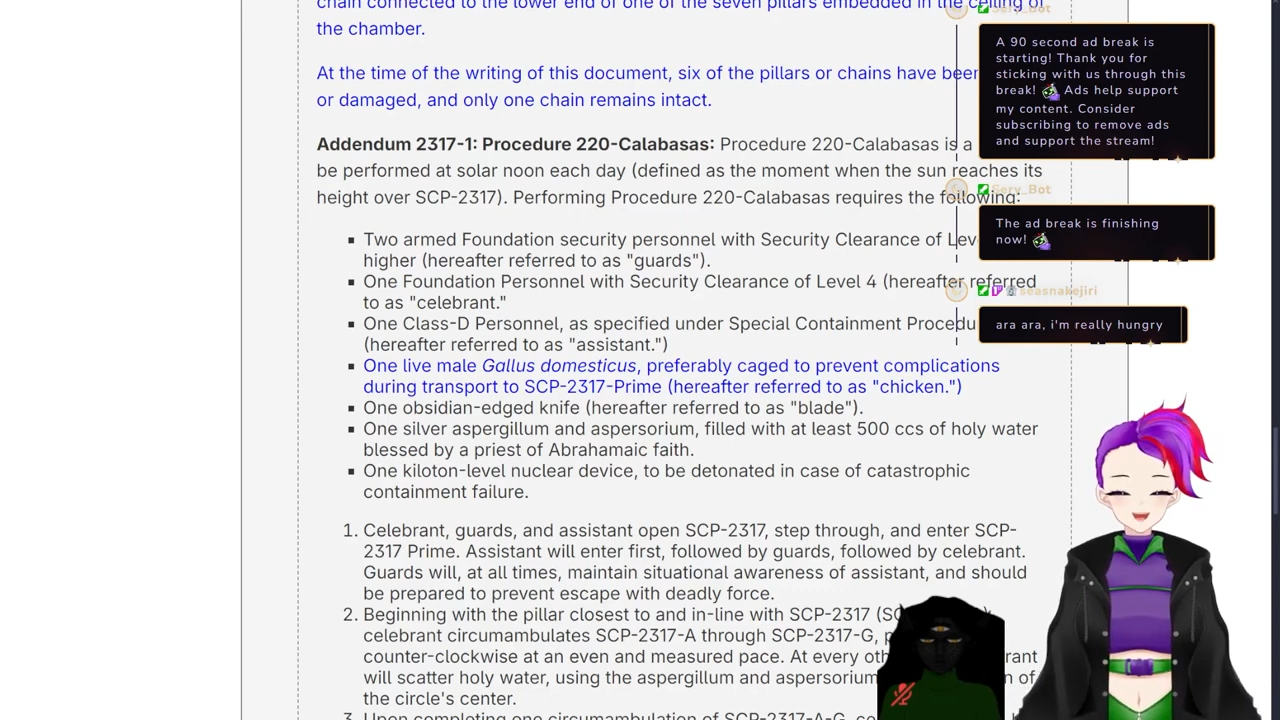 chain connected to the lower end of one of the seven pillars embedded in the ceiling of
the chamber.
At the time of the writing of this document, six of the pillars or chains have been
or damaged, and only one chain remains intact.
Addendum 2317-1: Procedure 220-Calabasas: Procedure 220-Calabasas is a
be performed at solar noon each day (defined as the moment when the sun reaches its
height over SCP-2317). Performing Procedure 220-Calabasas requires the following:
▪ Two armed Foundation security personnel with Security Clearance of
higher (hereafter referred to as "guards").
▪ One Foundation Personnel with Security Clearance of Level 4 (hereafter referred
to as "celebrant."
▪ One Class-D Personnel, as specified under Special Containment
(hereafter referred to as "assistant.")
▪ One live male Gallus domesticus, preferably caged to prevent complications
during transport to SCP-2317-Prime (hereafter referred to as "chicken.")
▪ One obsidian-edged knife (hereafter referred to as "blade").
▪ One silver aspergillum and aspersorium, filled with at least 500 ccs of holy water
blessed by a priest of Abrahamaic faith.
▪ One kiloton-level nuclear device, to be detonated in case of catastrophic
containment failure.
1. Celebrant, guards, and assistant open SCP-2317, step through, and enter SCP-
2317 Prime. Assistant will enter first, followed by guards, followed by celebrant.
Guards will, at all times, maintain situational awareness of assistant, and should
be prepared to prevent escape with deadly force.
2. Beginning with the pillar closest to and in-line with SCP-2317
celebrant circumambulates SCP-2317-A through SCP-2317-G,
counter-clockwise at an even and measured pace. At every
will scatter holy water, using the aspergillum and aspersorium
the circle's center.
3. Upon completing one circumambulation of SCP-2317-A-G,
Sery_Bot
A 90 second ad break is
starting! Thank you for
sticking with us through this
break! Ads help support
my content. Consider
subscribing to remove ads
and support the stream!
Sery_Bot
The ad break is finishing
now!
seasnakejiri
ara ara, i'm really hungry